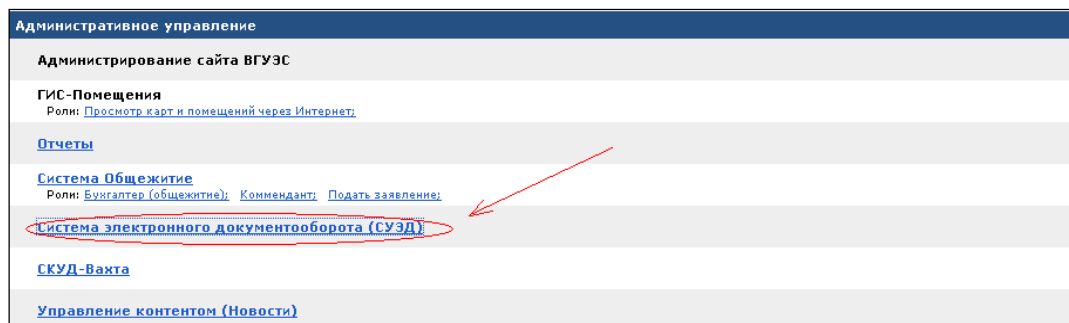 Административное управление
Администрирование сайта ВГУЭС
ГИС-Помещения
Роли: Просмотр карт и помещений через Интернет;
Отчеты
Система Общежитие
Роли: Бухгалтер (общежитие); Коммендант; Подать заявление;
Система электронного документооборота (СУЭД)
СКУД-Вахта
Управление контентом (Новости)